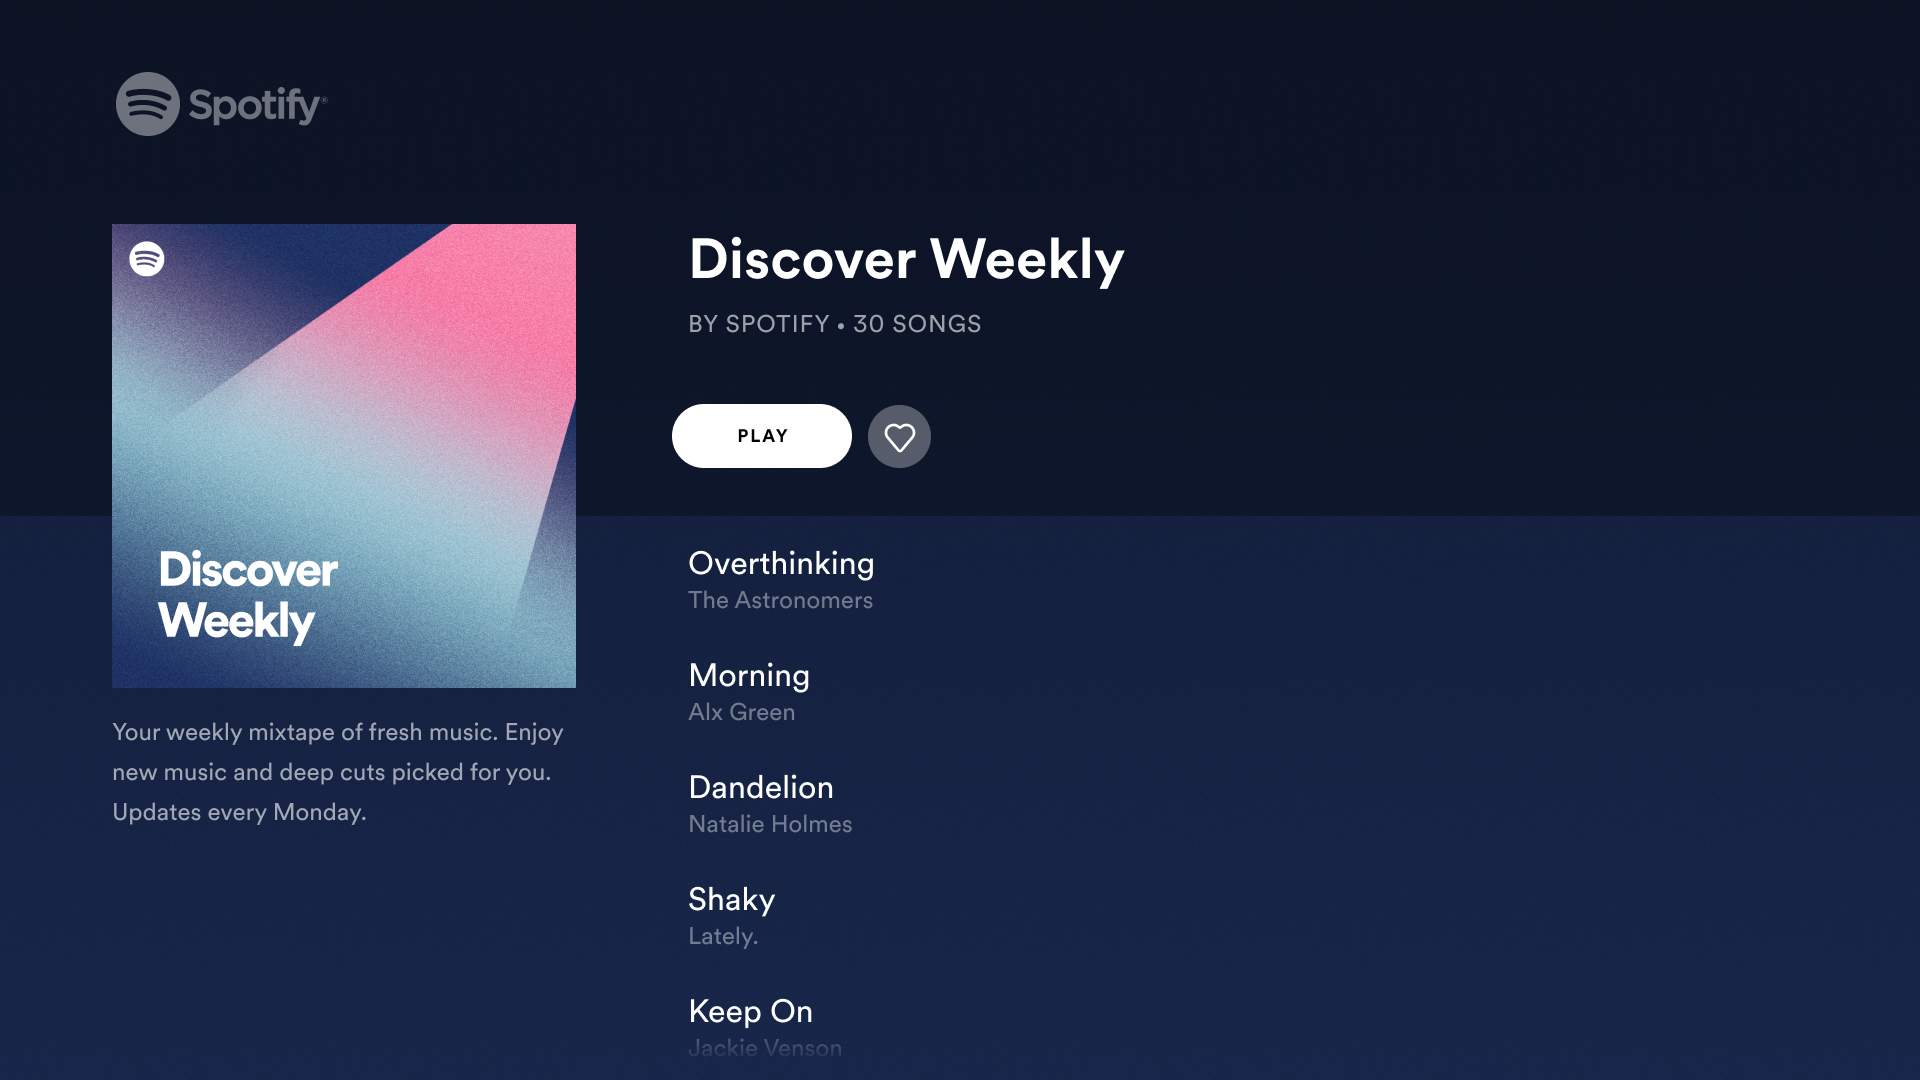 Spotify®
Discover
Weekly
Your weekly mixtape of fresh music. Enjoy
new music and deep cuts picked for you.
Updates every Monday.
Discover Weekly
BY SPOTIFY • 30 SONGS
PLAY
Overthinking
The Astronomers
Morning
Alx Green
Dandelion
Natalie Holmes
Shaky
Lately.
Keep On
Jackie Venson